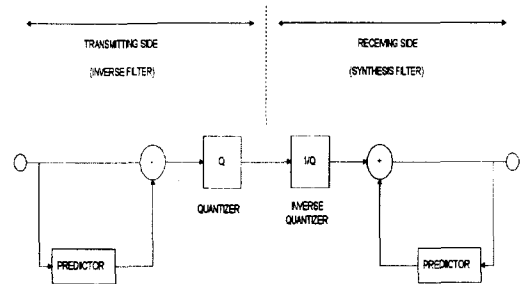 TRANSMITTING SIDE
(INVERSE FILTER)
RECEIVING SIDE
(SYNTHESIS FILTER)
-
Q
1/Q
+
QUANTIZER
INVERSE
QUANTIZER
PREDICTOR
PREDICTOR